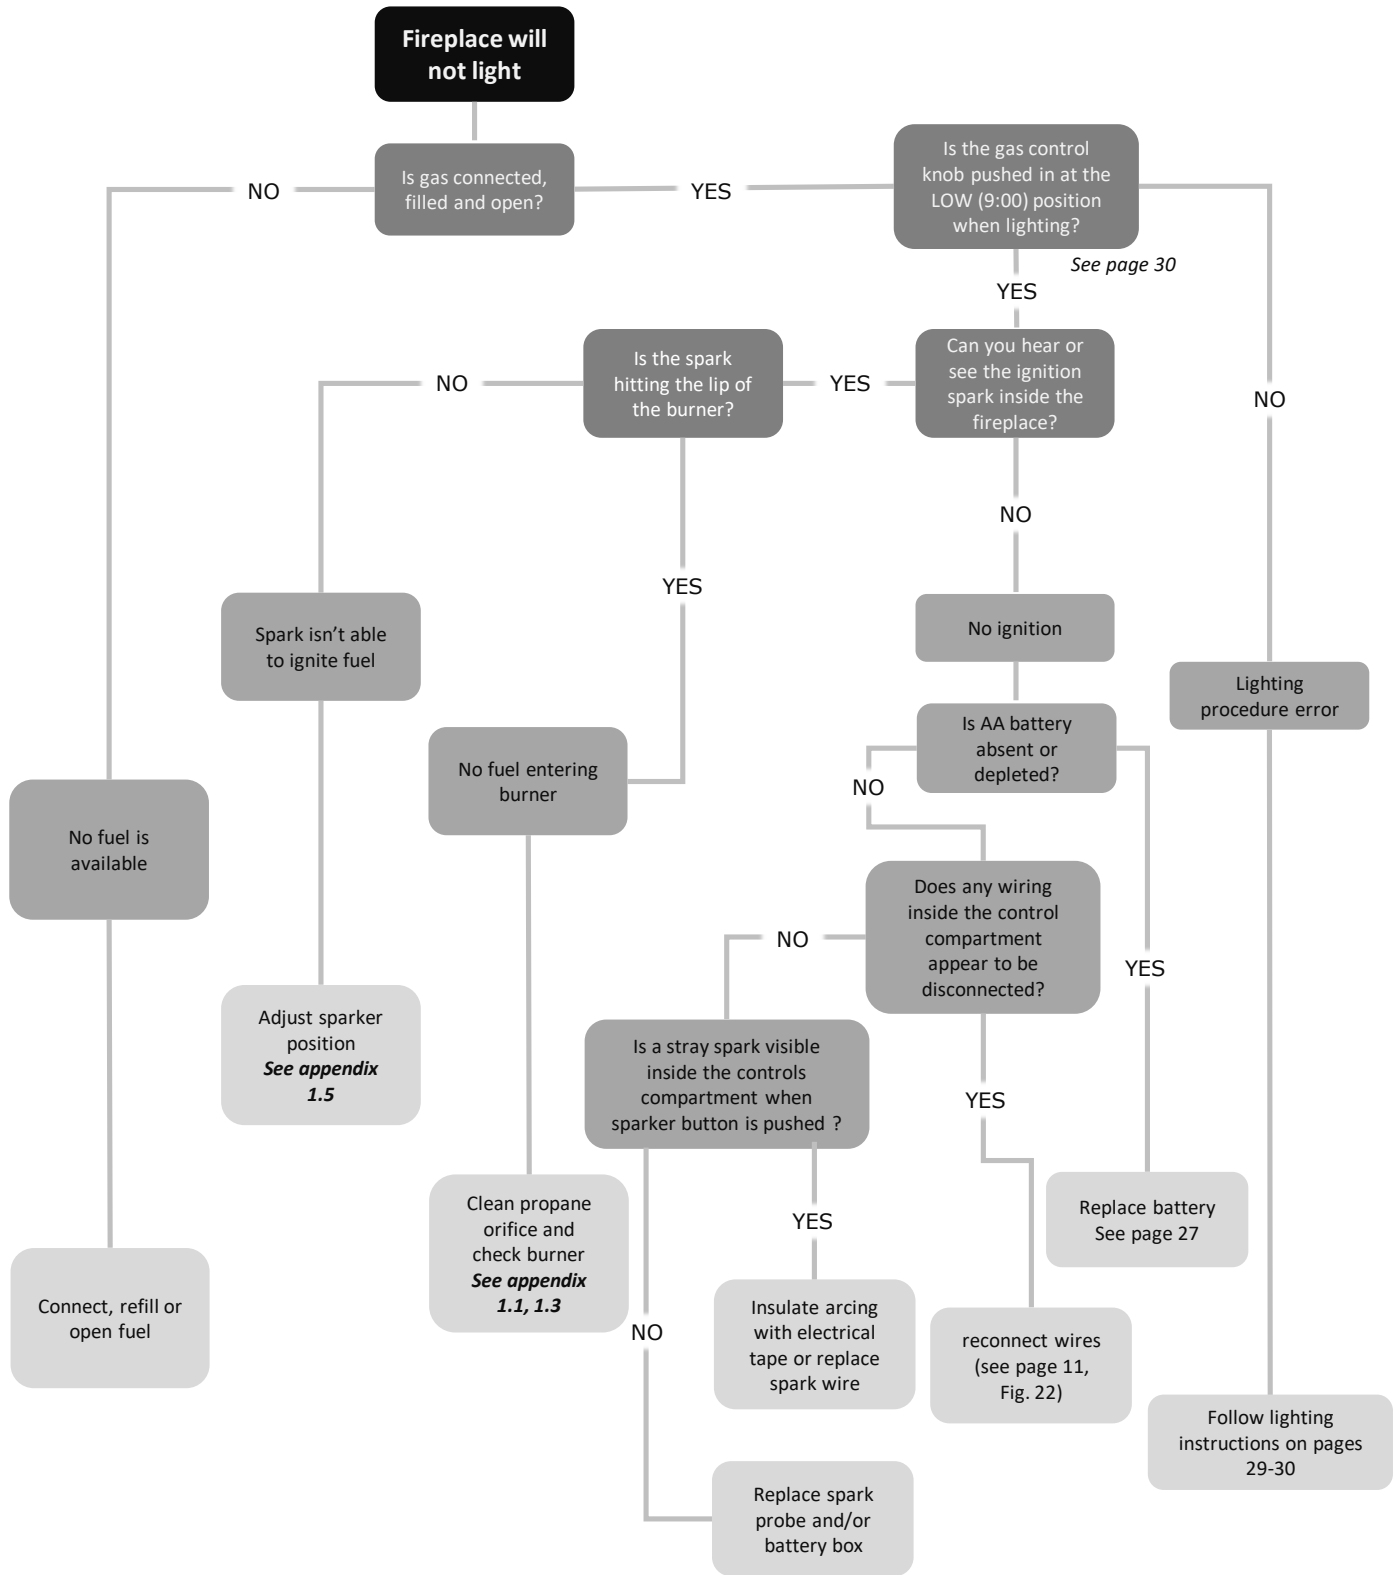 Fireplace will
not light
Is gas connected,
filled and open?
NO
YES
Is the gas control
knob pushed in at the
LOW (9:00) position
when lighting?
See page 30
YES
NO
Can you hear or
see the ignition
spark inside the
fireplace?
YES
Is the spark
hitting the lip of
the burner?
NO
YES
NO
Spark isn’t able
to ignite fuel
No ignition
Lighting
procedure error
Is AA battery
absent or
depleted?
NO
YES
No fuel entering
burner
No fuel is
available
Does any wiring
inside the control
compartment
appear to be
disconnected?
NO
YES
Adjust sparker
position
See appendix
1.5
Is a stray spark visible
inside the controls
compartment when
sparker button is pushed ?
YES
NO
Clean propane
orifice and
check burner
See appendix
1.1, 1.3
Replace battery
See page 27
Connect, refill or
open fuel
Insulate arcing
with electrical
tape or replace
spark wire
reconnect wires
(see page 11,
Fig. 22)
Follow lighting
instructions on pages
29-30
Replace spark
probe and/or
battery box